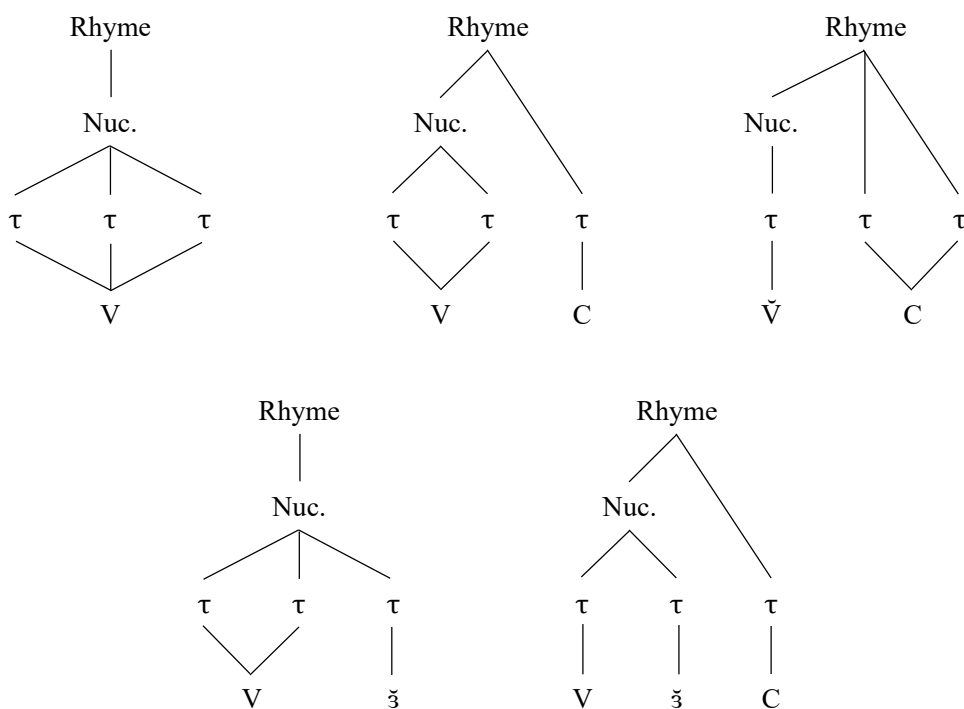 Rhyme Rhyme Rhyme
Nuc. Nuc. Nuc.
τ τ τ τ τ τ τ τ τ
V V C V̆ C
Rhyme Rhyme
Nuc. Nuc.
τ τ τ τ τ τ
V ɜ̆ V ɜ̆ C